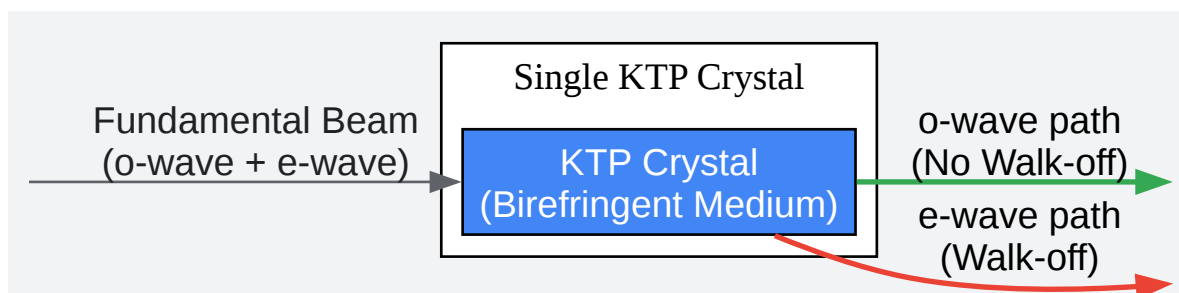 Single KTP Crystal
Fundamental Beam
(o-wave + e-wave)
KTP Crystal
(Birefringent Medium)
o-wave path
(No Walk-off)
e-wave path
(Walk-off)